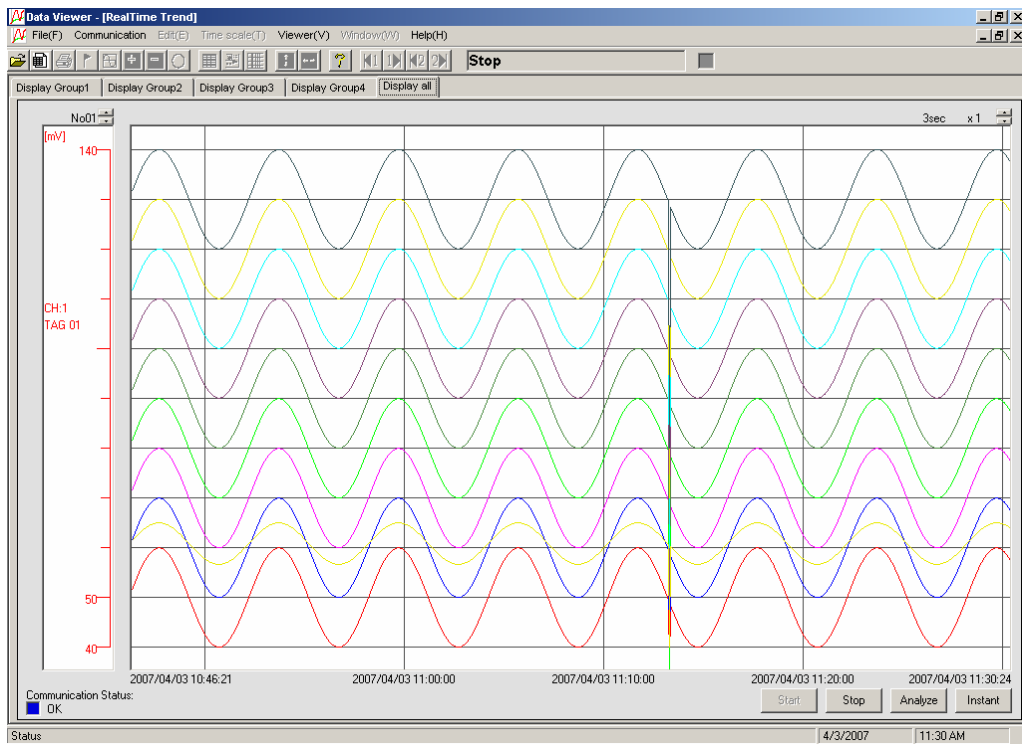 Data Viewer - [RealTime Trend]
File(F) Communication Edit(E) Time scale(T) Viewer(V) Window(W) Help(H)
1 1 2 2 Stop
Display Group1 Display Group2 Display Group3 Display Group4 Display all
No01 3sec x 1
[mV]
140
CH:1
TAG 01
50
40
2007/04/03 10:46:21 2007/04/03 11:00:00 2007/04/03 11:10:00 2007/04/03 11:20:00 2007/04/03 11:30:24
Communication Status:
OK Start Stop Analyze Instant
Status 4/3/2007 11:30 AM